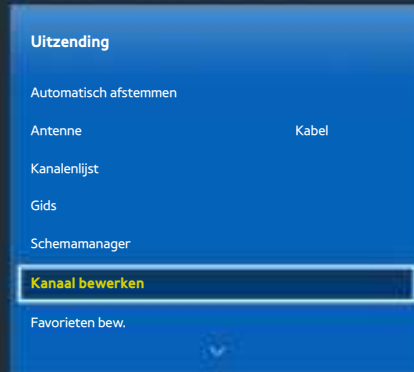 Uitzending
Automatisch afstemmen
Antenne Kabel
Kanalenlijst
Gids
Schemamanager
Kanaal bewerken
Favorieten bew.